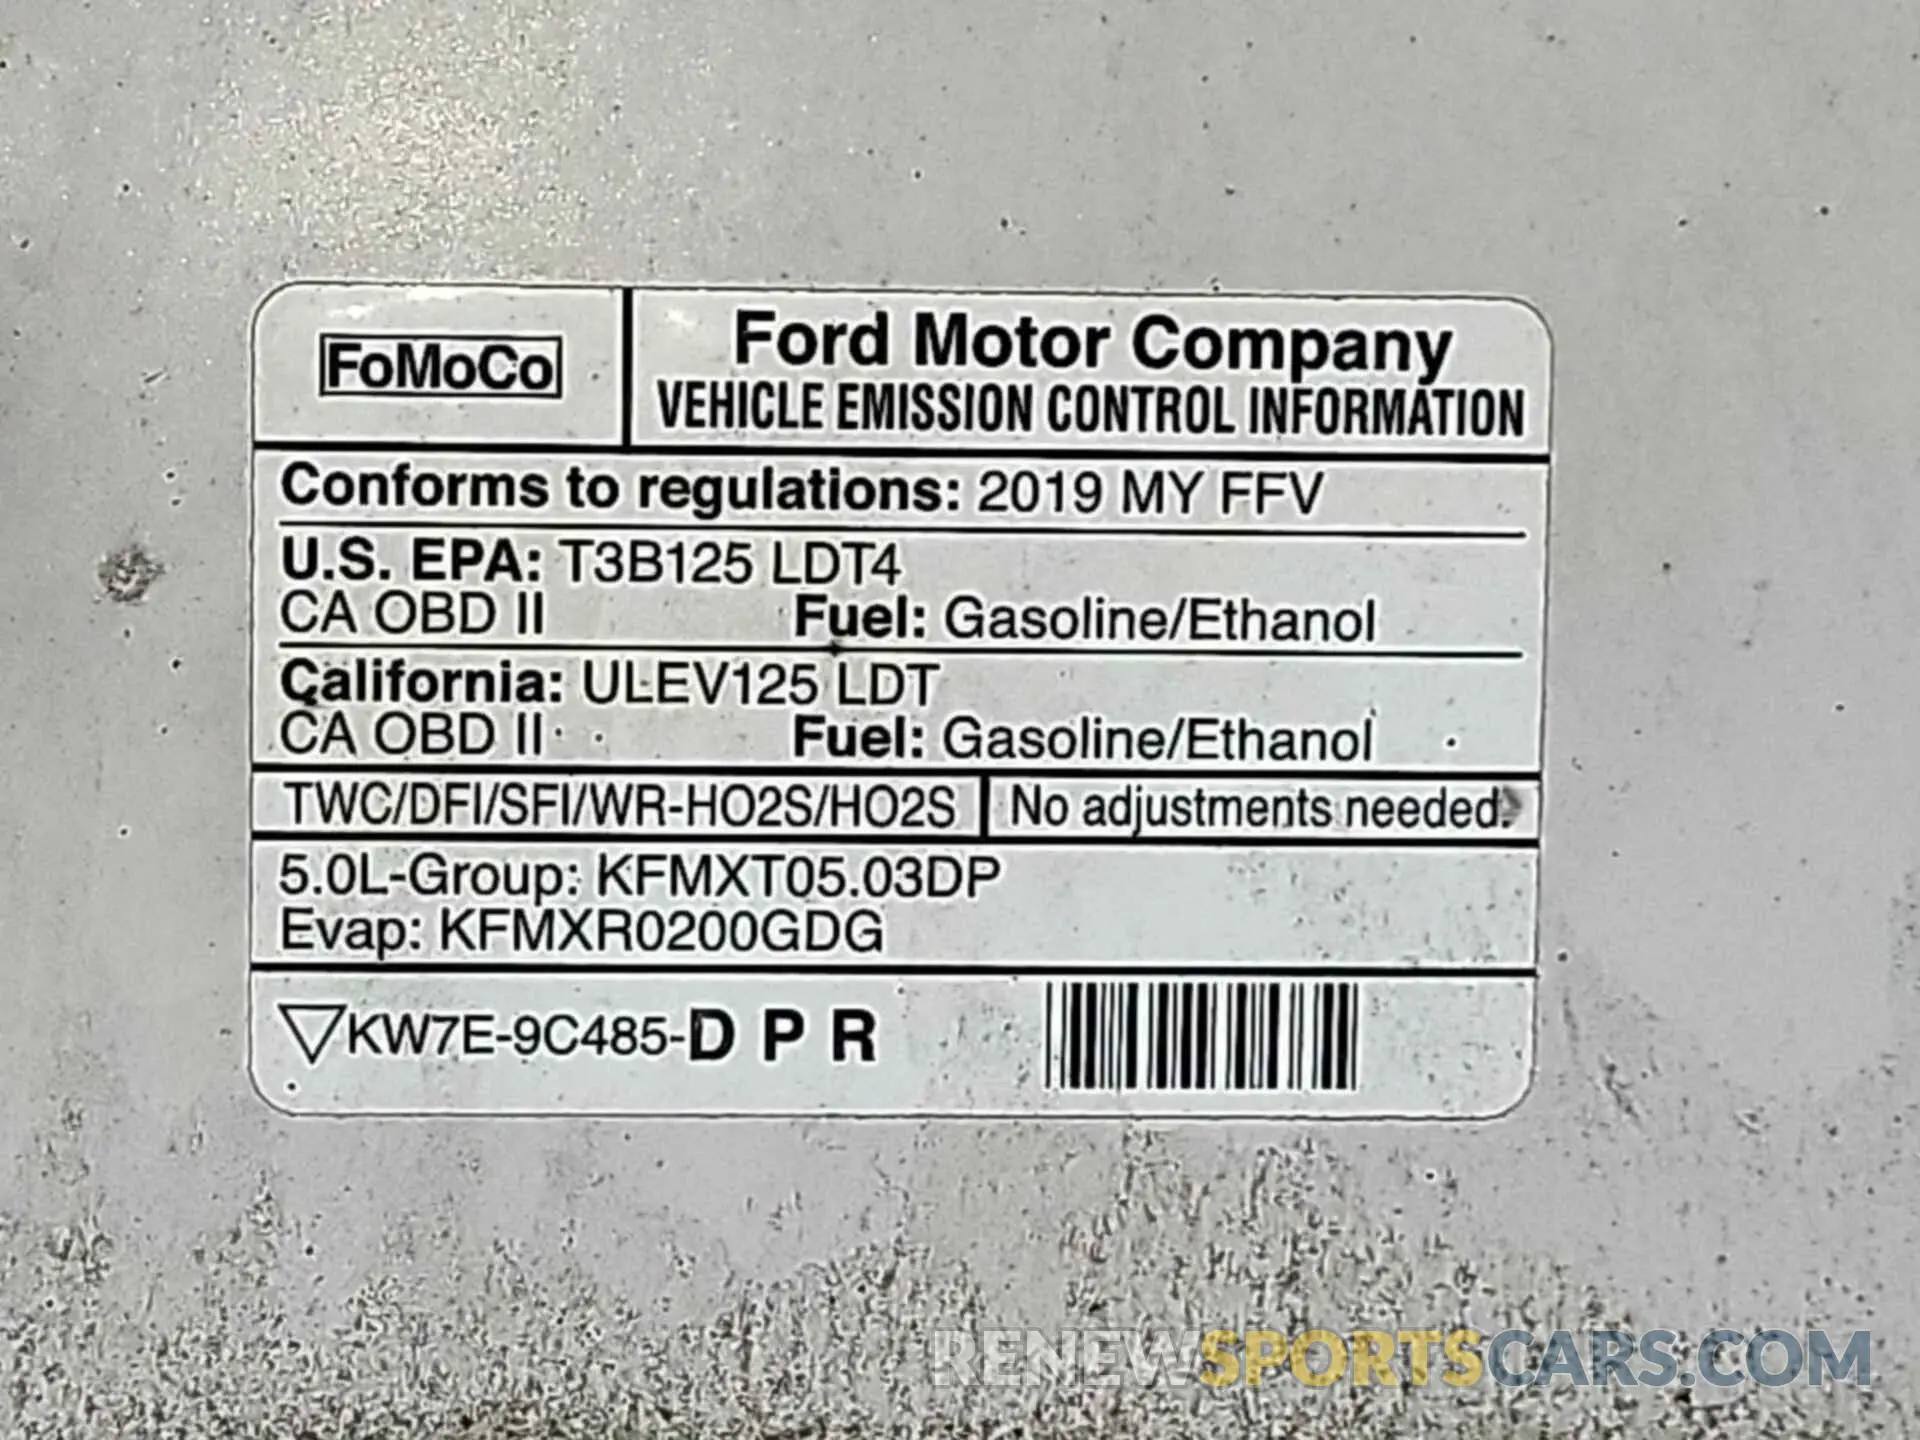 FoMoCo
Ford Motor Company
VEHICLE EMISSION CONTROL INFORMATION
Conforms to regulations: 2019 MY FFV
U.S. EPA: T3B125 LDT4
CA OBD II Fuel: Gasoline/Ethanol
California: ULEV125 LDT
CA OBD II Fuel: Gasoline/Ethanol
TWC/DFI/SFI/WR-HO2S/HO2S No adjustments needed.
5.0L-Group: KFMXT05.03DP
Evap: KFMXR0200GDG
KW7E-9C485-D P R
RENEWSPORTSCARS.COM